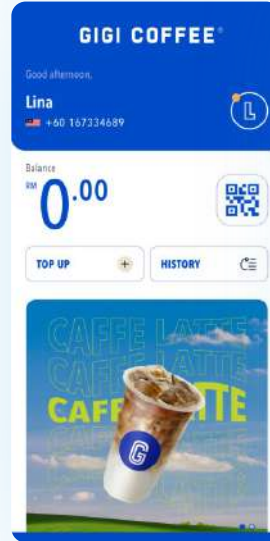 GIGI COFFEE®
Good afternoon,
Lina
+60 167334689
L
Balance
RM 0.00
TOP UP
HISTORY
CAFFE LATTE
CAFFE LATTE
CAFFE LATTE
G